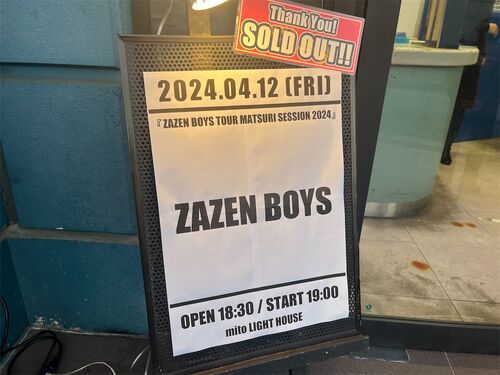 Thank You!
SOLD OUT!!
2024.04.12 (FRI)
『ZAZEN BOYS TOUR MATSURI SESSION 2024』
ZAZEN BOYS
OPEN 18:30 / START 19:00
mito LIGHT HOUSE